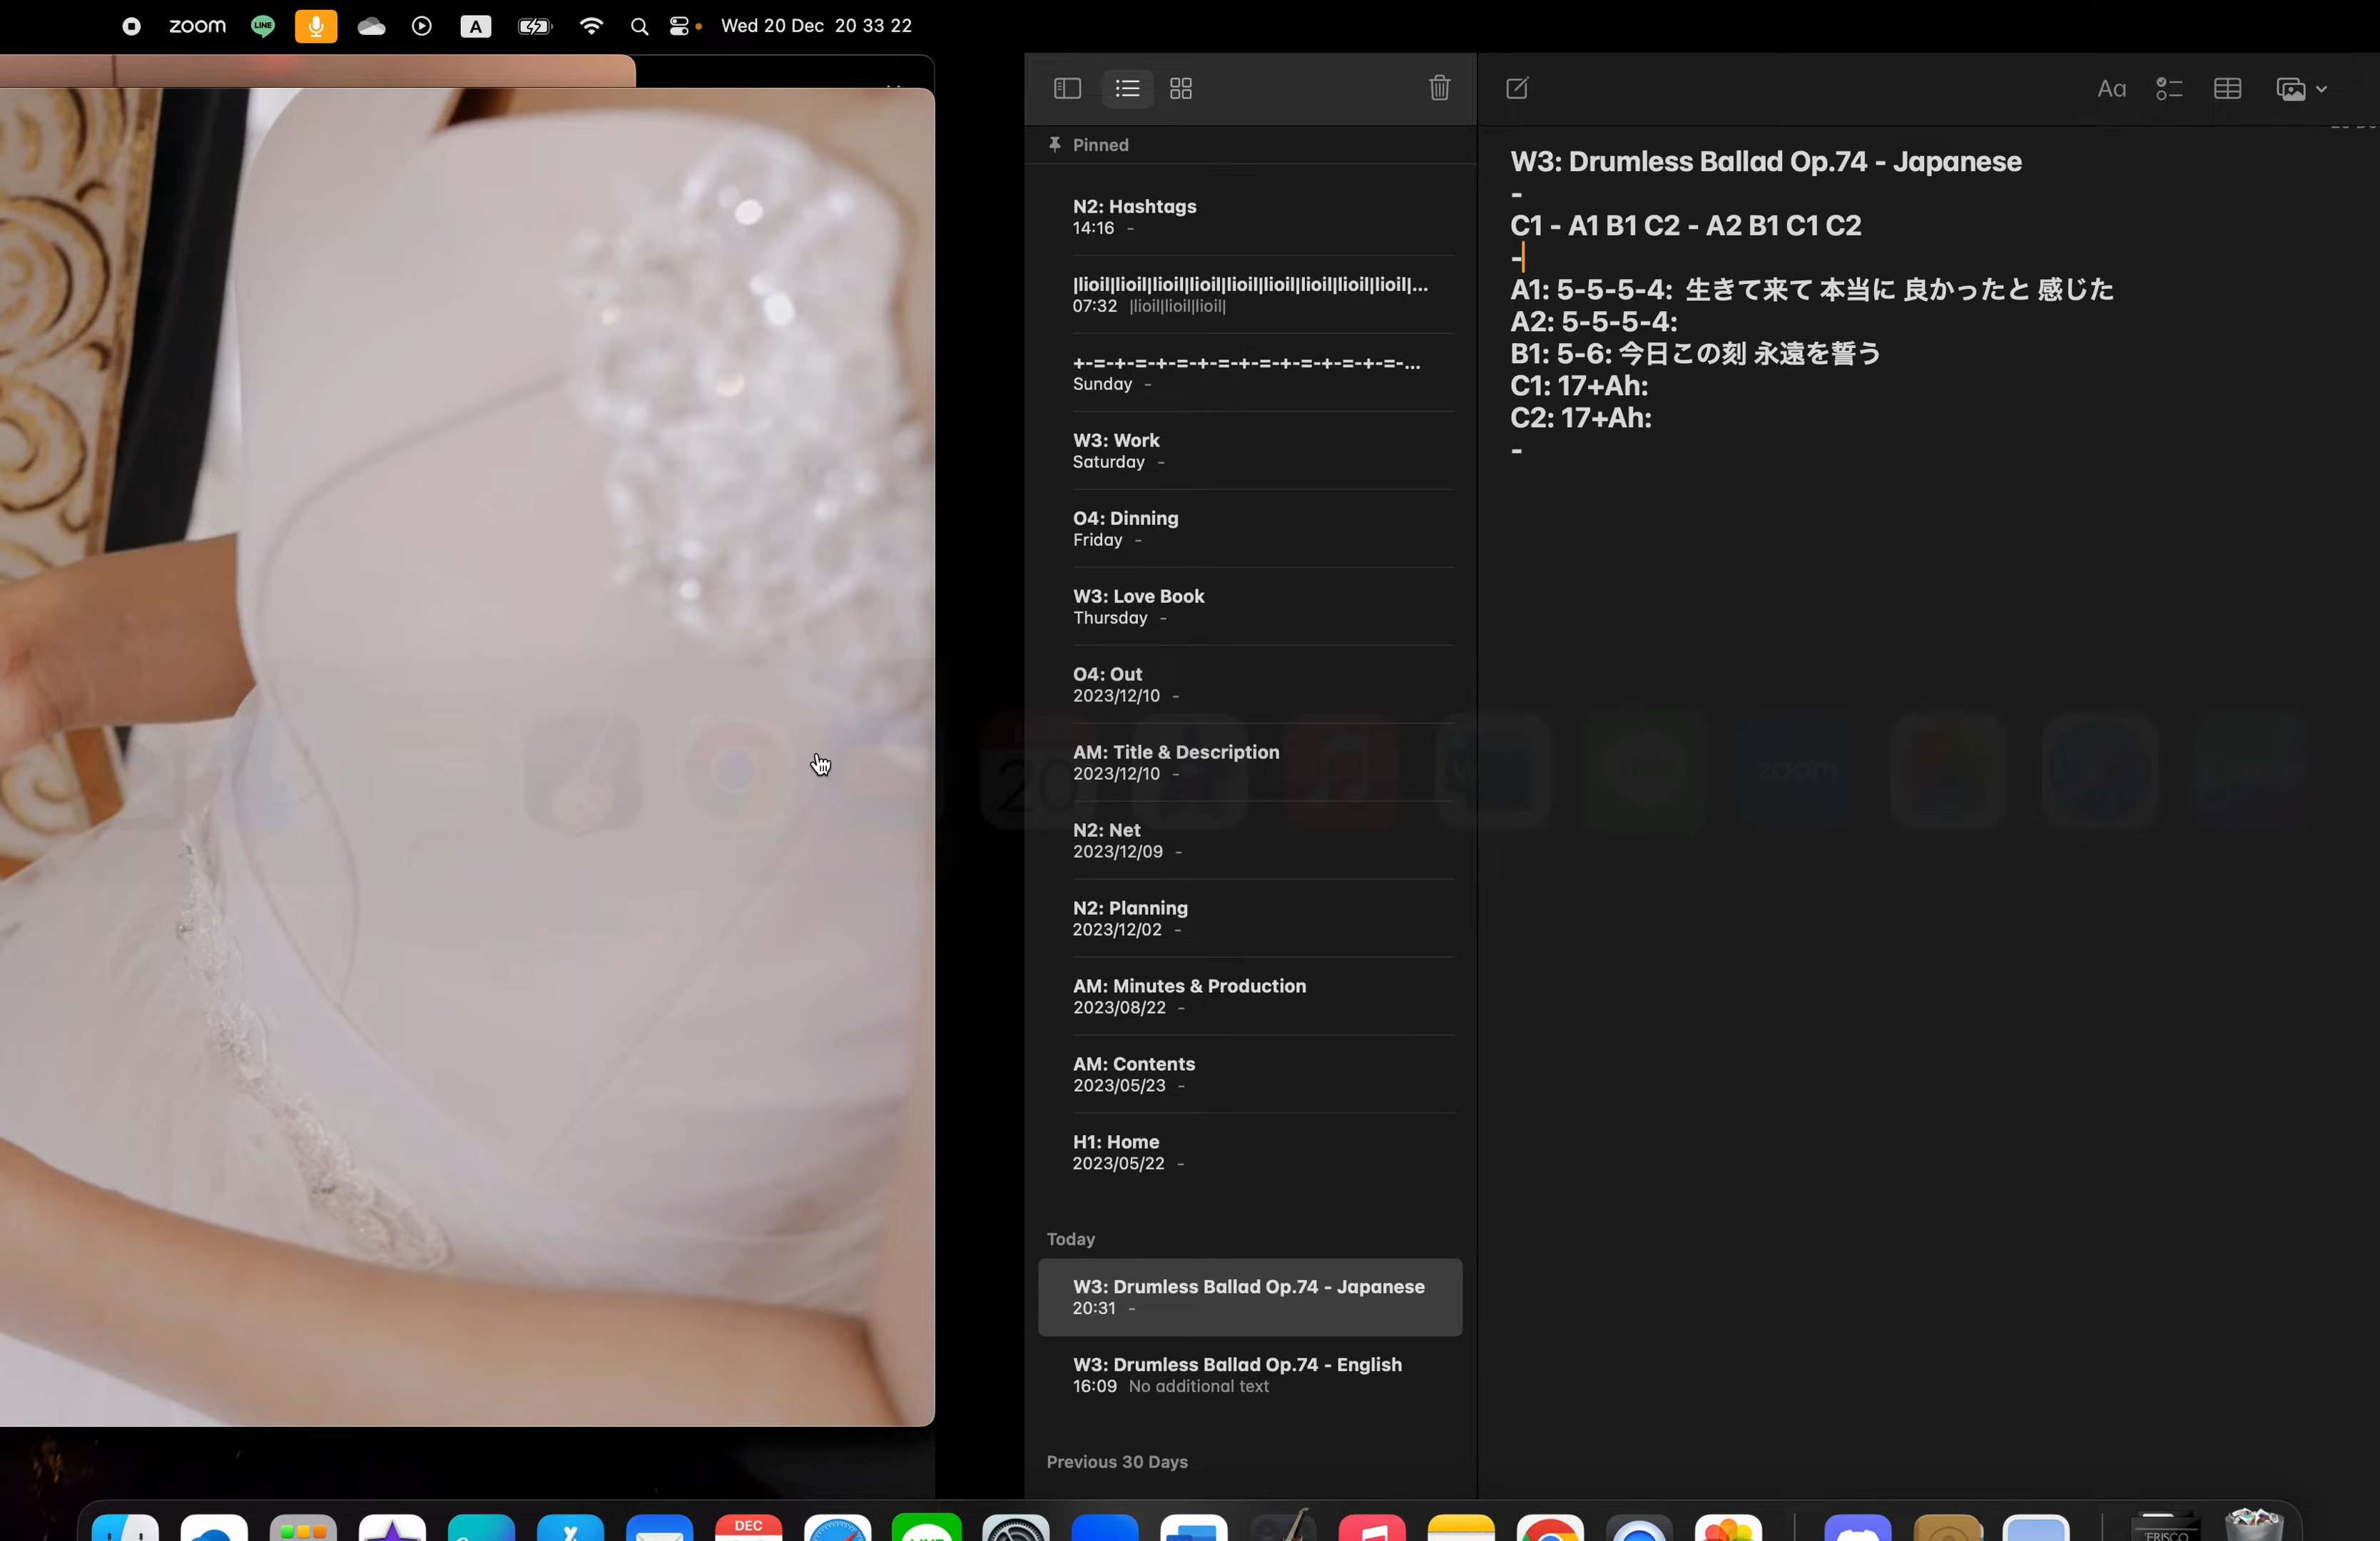 zoom
LINE
A
Wed 20 Dec 20 33 22
Pinned
N2: Hashtags
14:16 -
|lioil|lioil|lioil|lioil|lioil|lioil|lioil|lioil|...
07:32 |lioil|lioil|lioil|
+-=-+-=-+-=-+-=-+-=-+-=-+-=-+-=-...
Sunday -
W3: Work
Saturday -
O4: Dinning
Friday -
W3: Love Book
Thursday -
O4: Out
2023/12/10 -
AM: Title & Description
2023/12/10 -
N2: Net
2023/12/09 -
N2: Planning
2023/12/02 -
AM: Minutes & Production
2023/08/22 -
AM: Contents
2023/05/23 -
H1: Home
2023/05/22 -
Today
W3: Drumless Ballad Op.74 - Japanese
20:31 -
W3: Drumless Ballad Op.74 - English
16:09 No additional text
Previous 30 Days
Aa
W3: Drumless Ballad Op.74 - Japanese
-
C1 - A1 B1 C2 - A2 B1 C1 C2
-
A1: 5-5-5-4: 生きて来て 本当に 良かったと 感じた
A2: 5-5-5-4:
B1: 5-6: 今日この刻 永遠を誓う
C1: 17+Ah:
C2: 17+Ah:
-
20
zoom
DEC
FRISCO